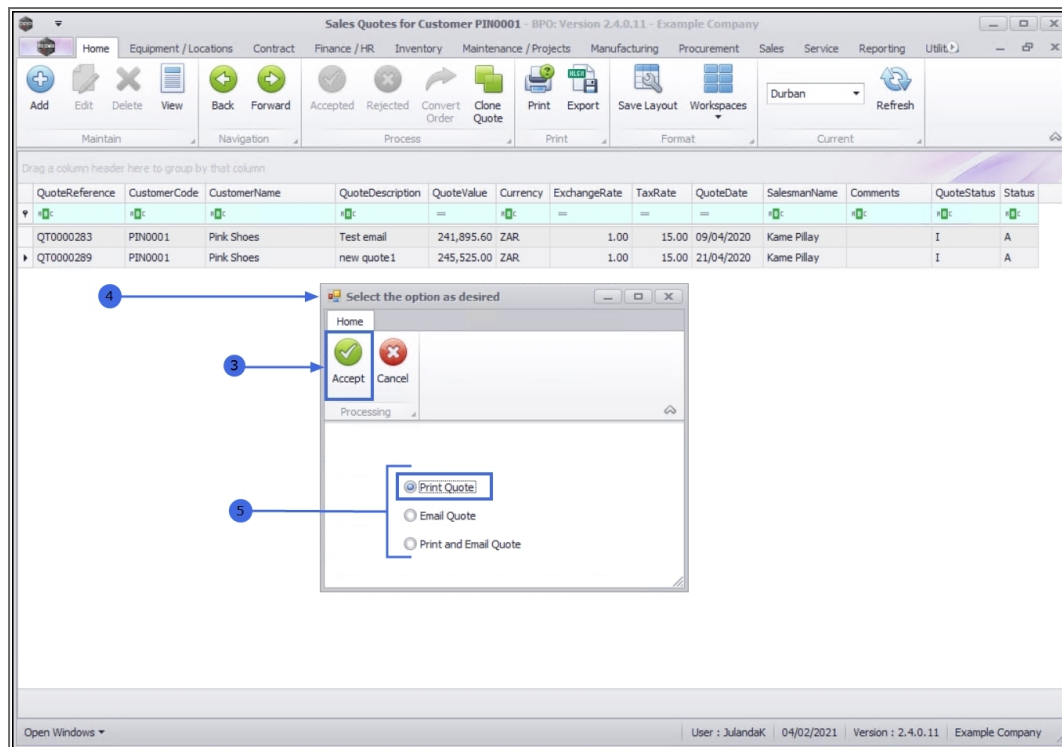 Sales Quotes for Customer PIN0001 - BPO: Version 2.4.0.11 - Example Company
Home Equipment / Locations Contract Finance / HR Inventory Maintenance / Projects Manufacturing Procurement Sales Service Reporting
Add Edit Delete View Back Forward Accepted Rejected Convert Order Clone Quote Print Export Save Layout Workspaces Durban Refresh
Maintain Navigation Process Print Format Current
Drag a column header here to group by that column
QuoteReference CustomerCode CustomerName QuoteDescription QuoteValue Currency ExchangeRate TaxRate QuoteDate SalesmanName Comments QuoteStatus Status
QT0000283 PIN0001 Pink Shoes Test email 241,895.60 ZAR 1.00 15.00 09/04/2020 Kame Pillay I A
QT0000289 PIN0001 Pink Shoes new quote1 245,525.00 ZAR 1.00 15.00 21/04/2020 Kame Pillay I A
4 Select the option as desired
Home
3
Accept Cancel
Processing
Print Quote
5 Email Quote
Print and Email Quote
Open Windows User : JulandaK 04/02/2021 Version : 2.4.0.11 Example Company